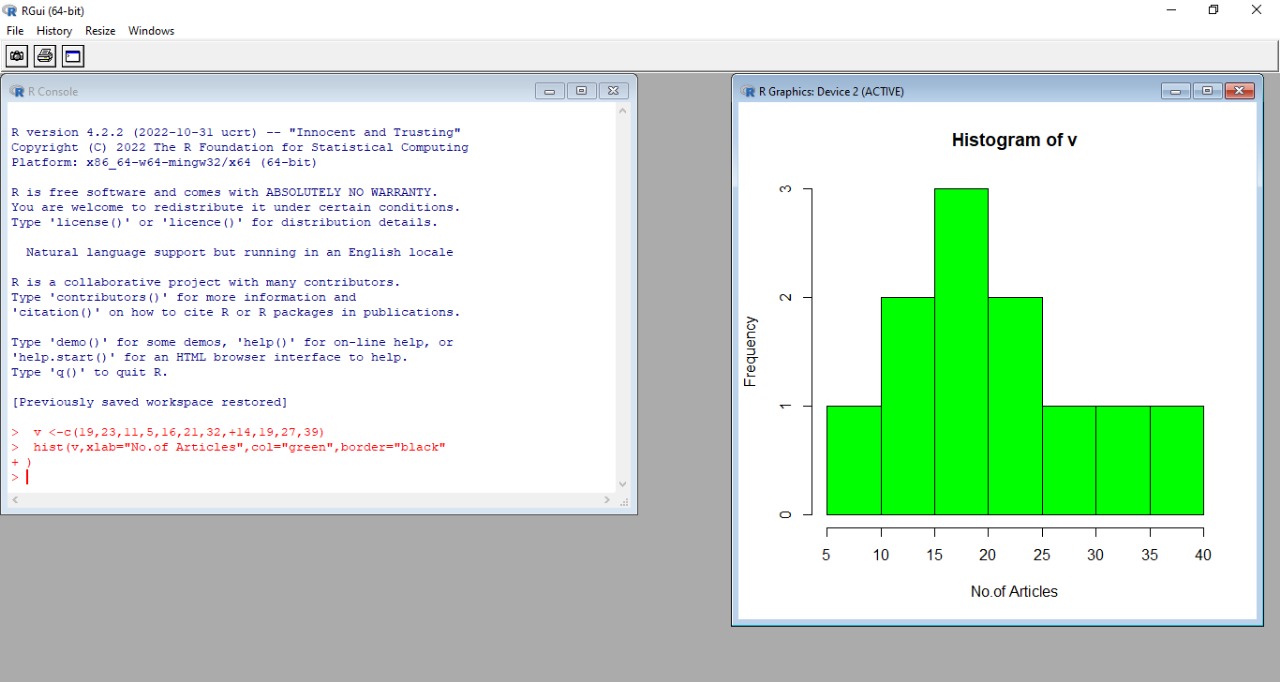 RGui (64-bit)
File History Resize Windows
R Console
R version 4.2.2 (2022-10-31 ucrt) -- "Innocent and Trusting"
Copyright (C) 2022 The R Foundation for Statistical Computing
Platform: x86_64-w64-mingw32/x64 (64-bit)
R is free software and comes with ABSOLUTELY NO WARRANTY.
You are welcome to redistribute it under certain conditions.
Type 'license()' or 'licence()' for distribution details.
Natural language support but running in an English locale
R is a collaborative project with many contributors.
Type 'contributors()' for more information and
'citation()' on how to cite R or R packages in publications.
Type 'demo()' for some demos, 'help()' for on-line help, or
'help.start()' for an HTML browser interface to help.
Type 'q()' to quit R.
[Previously saved workspace restored]
>  v <-c(19,23,11,5,16,21,32,+14,19,27,39)
>  hist(v,xlab="No.of Articles",col="green",border="black"
+ )
>
R Graphics: Device 2 (ACTIVE)
Histogram of v
Frequency
3
2
1
0
5 10 15 20 25 30 35 40
No.of Articles